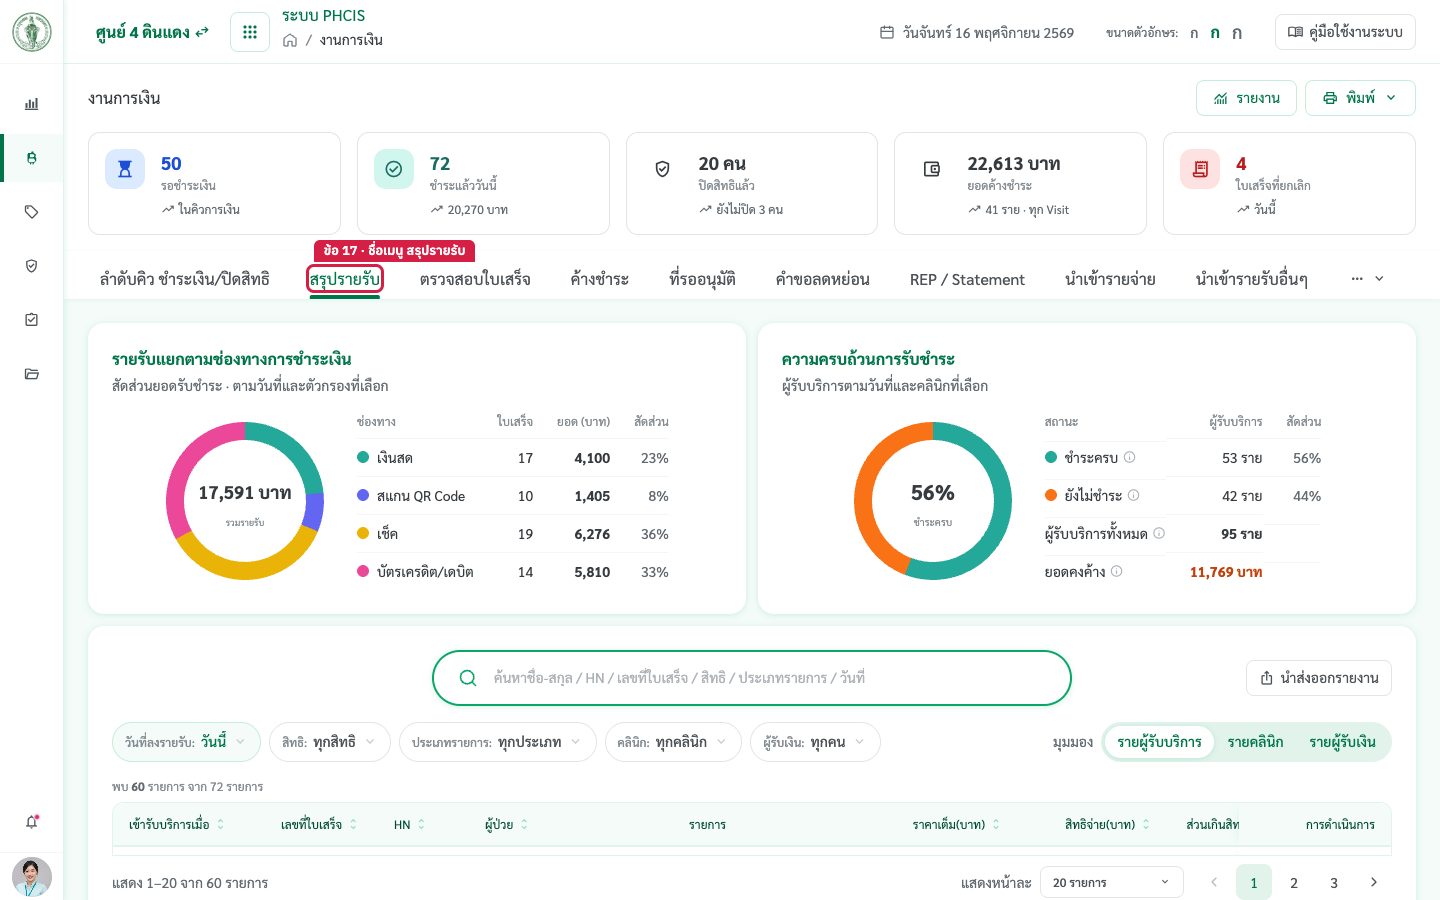 ศูนย์ 4 ดินแดง
ระบบ PHCIS
/ งานการเงิน
วันจันทร์ 16 พฤศจิกายน 2569
ขนาดตัวอักษร: ก ก ก
คู่มือใช้งานระบบ
งานการเงิน
รายงาน
พิมพ์
50
รอชำระเงิน
ในคิวการเงิน
72
ชำระแล้ววันนี้
20,270 บาท
20 คน
ปิดสิทธิแล้ว
ยังไม่ปิด 3 คน
22,613 บาท
ยอดค้างชำระ
41 ราย · ทุก Visit
4
ใบเสร็จที่ยกเลิก
วันนี้
ข้อ 17 · ชื่อเมนู สรุปรายรับ
ลำดับคิว ชำระเงิน/ปิดสิทธิ สรุปรายรับ ตรวจสอบใบเสร็จ ค้างชำระ ที่รออนุมัติ คำขอลดหย่อน REP / Statement นำเข้ารายจ่าย นำเข้ารายรับอื่นๆ ...
รายรับแยกตามช่องทางการชำระเงิน
สัดส่วนยอดรับชำระ · ตามวันที่และตัวกรองที่เลือก
17,591 บาท
รวมรายรับ
ช่องทาง ใบเสร็จ ยอด (บาท) สัดส่วน
เงินสด 17 4,100 23%
สแกน QR Code 10 1,405 8%
เช็ค 19 6,276 36%
บัตรเครดิต/เดบิต 14 5,810 33%
ความครบถ้วนการรับชำระ
ผู้รับบริการตามวันที่และคลินิกที่เลือก
56%
ชำระครบ
สถานะ ผู้รับบริการ สัดส่วน
ชำระครบ 53 ราย 56%
ยังไม่ชำระ 42 ราย 44%
ผู้รับบริการทั้งหมด 95 ราย
ยอดคงค้าง 11,769 บาท
ค้นหาชื่อ-สกุล / HN / เลขที่ใบเสร็จ / สิทธิ / ประเภทรายการ / วันที่
นำส่งออกรายงาน
วันที่ลงรายรับ: วันนี้ สิทธิ: ทุกสิทธิ ประเภทรายการ: ทุกประเภท คลินิก: ทุกคลินิก ผู้รับเงิน: ทุกคน
มุมมอง รายผู้รับบริการ รายคลินิก รายผู้รับเงิน
พบ 60 รายการ จาก 72 รายการ
เข้ารับบริการเมื่อ เลขที่ใบเสร็จ HN ผู้ป่วย รายการ ราคาเต็ม(บาท) สิทธิจ่าย(บาท) ส่วนเกินสิท การดำเนินการ
แสดง 1–20 จาก 60 รายการ
แสดงหน้าละ 20 รายการ
1 2 3